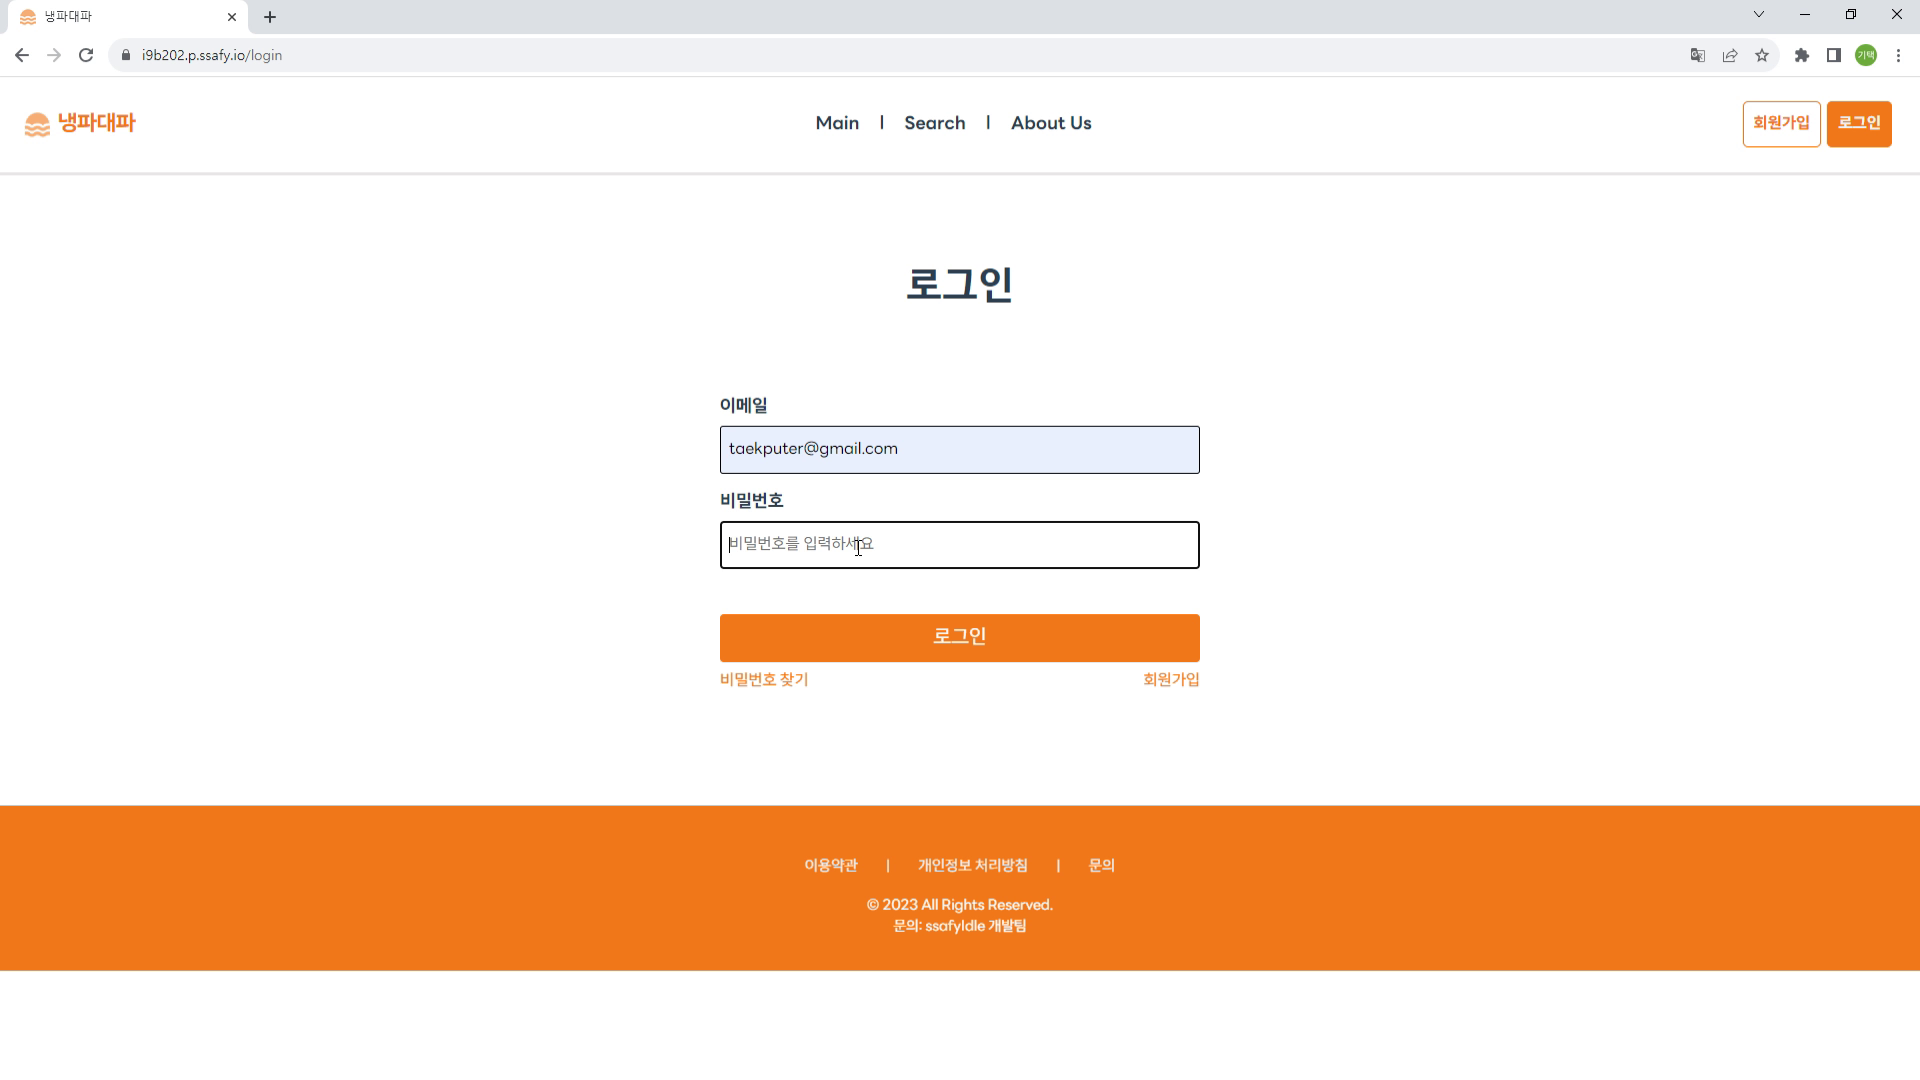 냉파대파
i9b202.p.ssafy.io/login
기택
냉파대파
Main | Search | About Us
회원가입 로그인
로그인
이메일
taekputer@gmail.com
비밀번호
비밀번호를 입력하세요
로그인
비밀번호 찾기 회원가입
이용약관 | 개인정보 처리방침 | 문의
© 2023 All Rights Reserved.
문의: ssafyIdle 개발팀